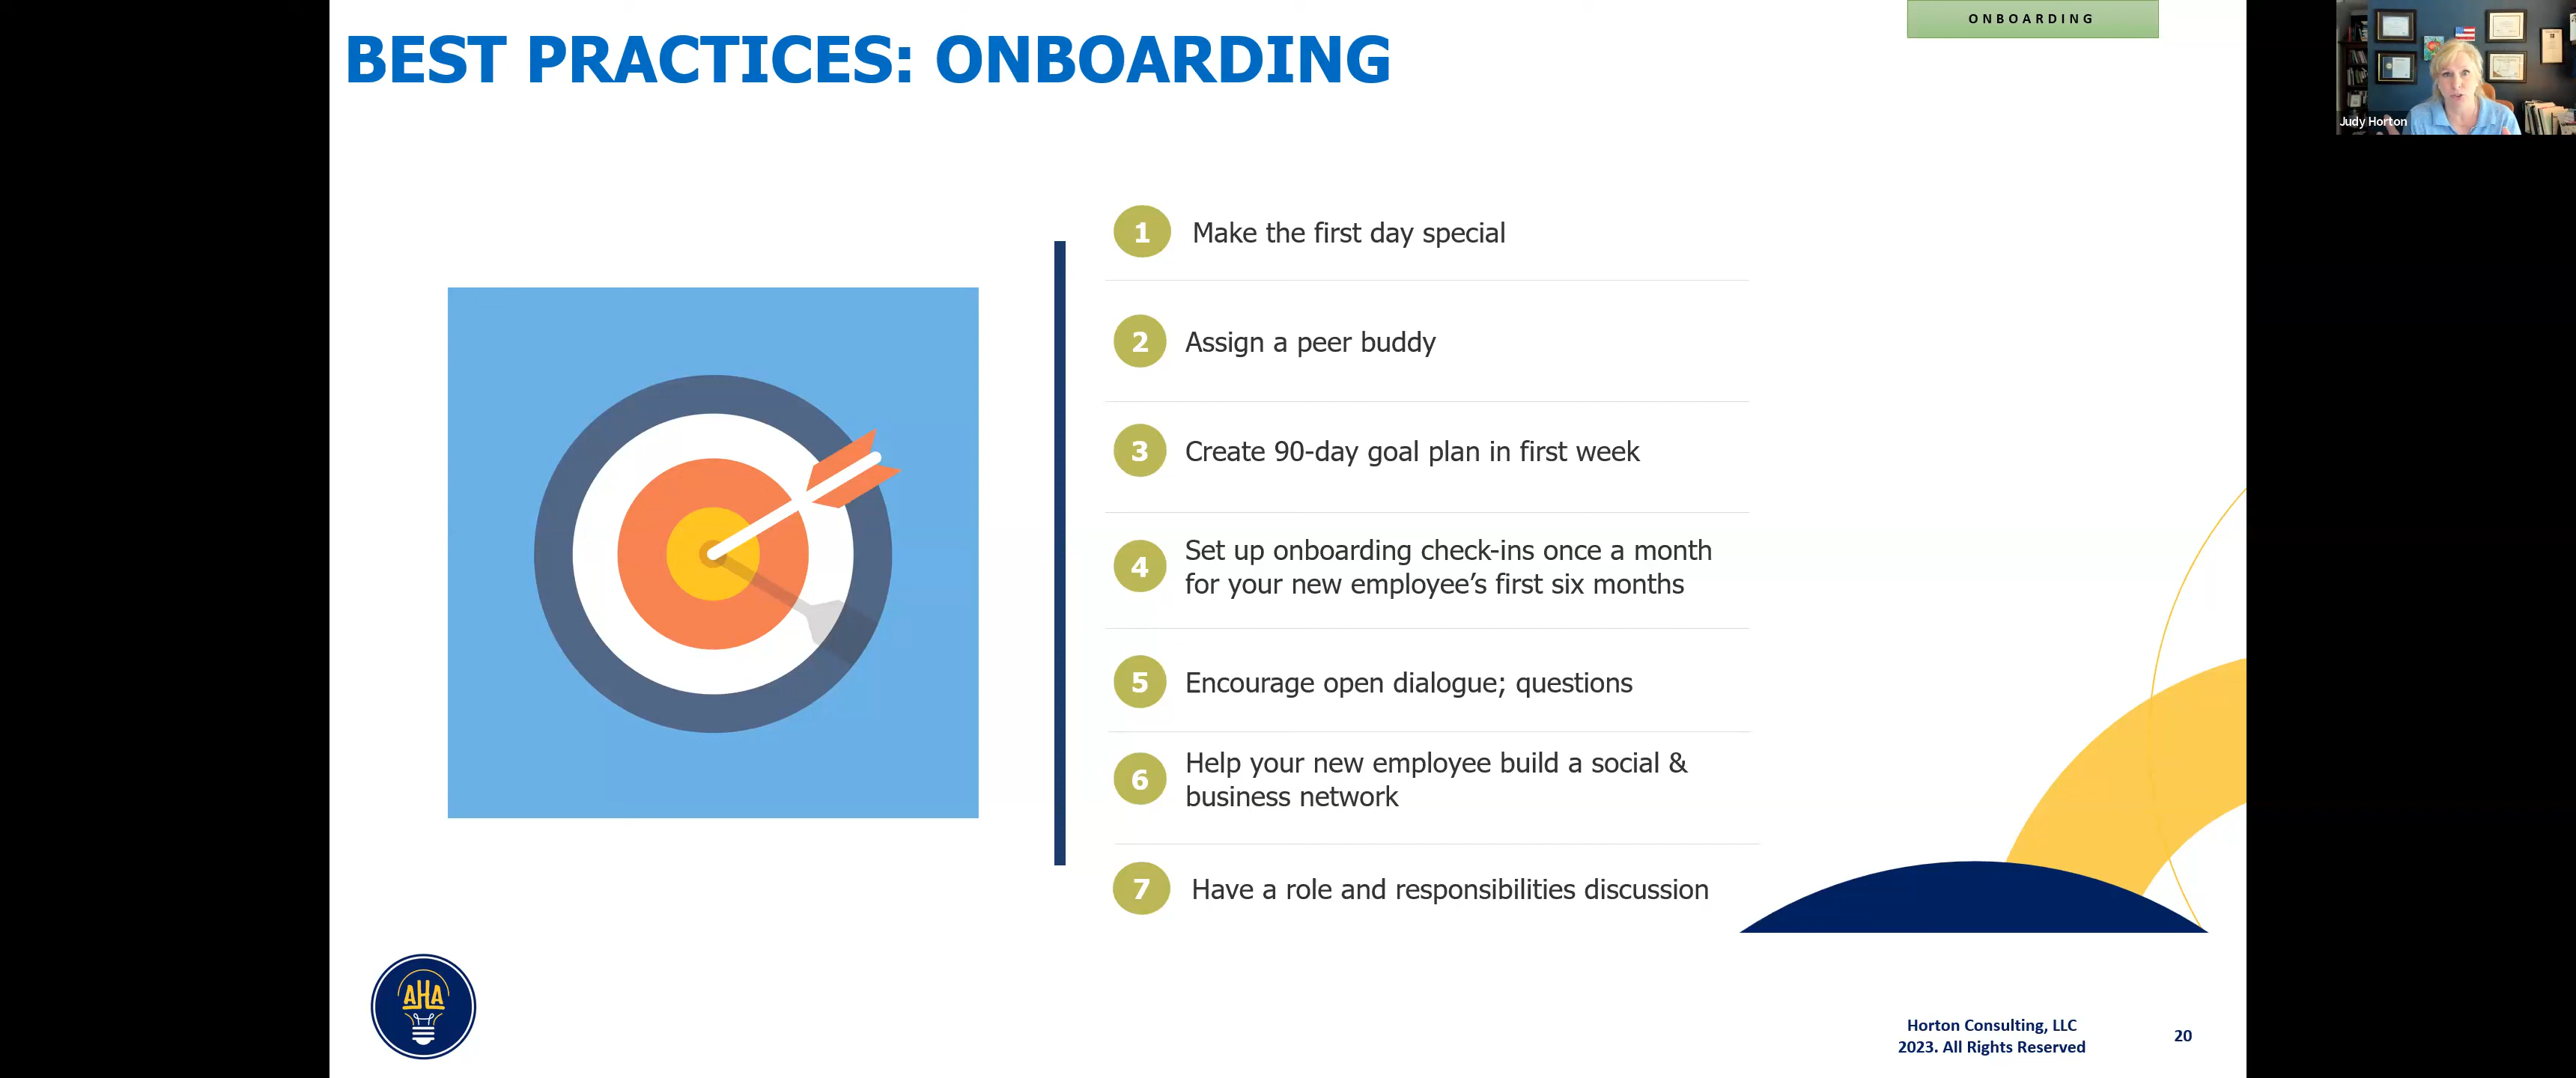 ONBOARDING
BEST PRACTICES: ONBOARDING
Judy Horton
1 Make the first day special
2 Assign a peer buddy
3 Create 90-day goal plan in first week
4 Set up onboarding check-ins once a month
for your new employee’s first six months
5 Encourage open dialogue; questions
6 Help your new employee build a social &
business network
7 Have a role and responsibilities discussion
AHA
Horton Consulting, LLC
2023. All Rights Reserved
20